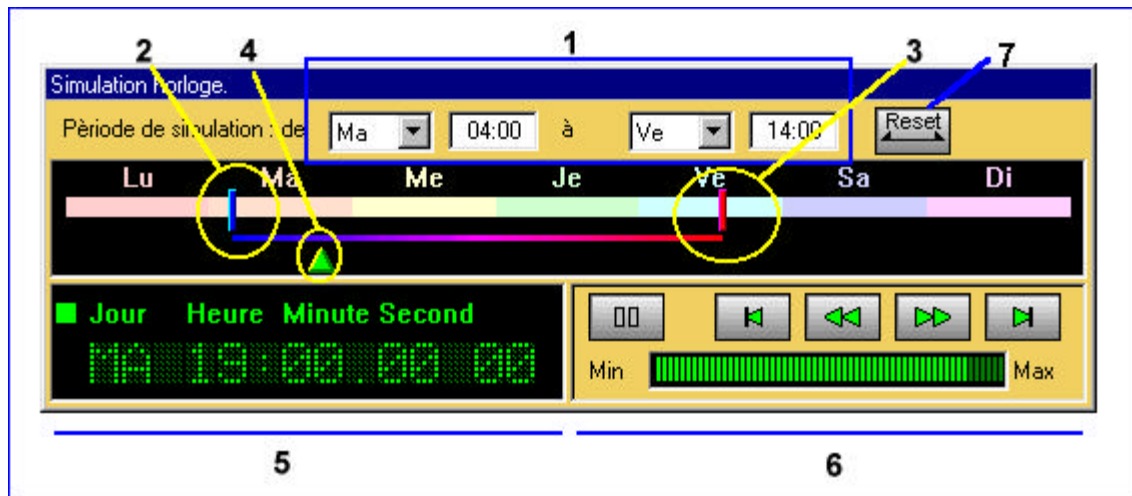 2 4 1 3 7
Simulation horloge.
Pèriode de simulation : de Ma 04:00 à Ve 14:00 Reset
Lu Ma Me Je Ve Sa Di
Jour Heure Minute Second
MA 19:00.00 00
Min Max
5 6